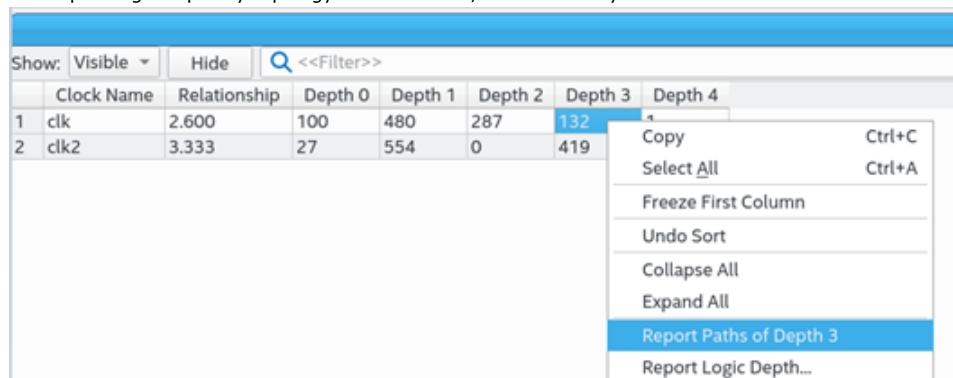 Show: Visible Hide <<Filter>>
Clock Name Relationship Depth 0 Depth 1 Depth 2 Depth 3 Depth 4
1 clk 2.600 100 480 287 132 1
2 clk2 3.333 27 554 0 419
Copy Ctrl+C
Select All Ctrl+A
Freeze First Column
Undo Sort
Collapse All
Expand All
Report Paths of Depth 3
Report Logic Depth...